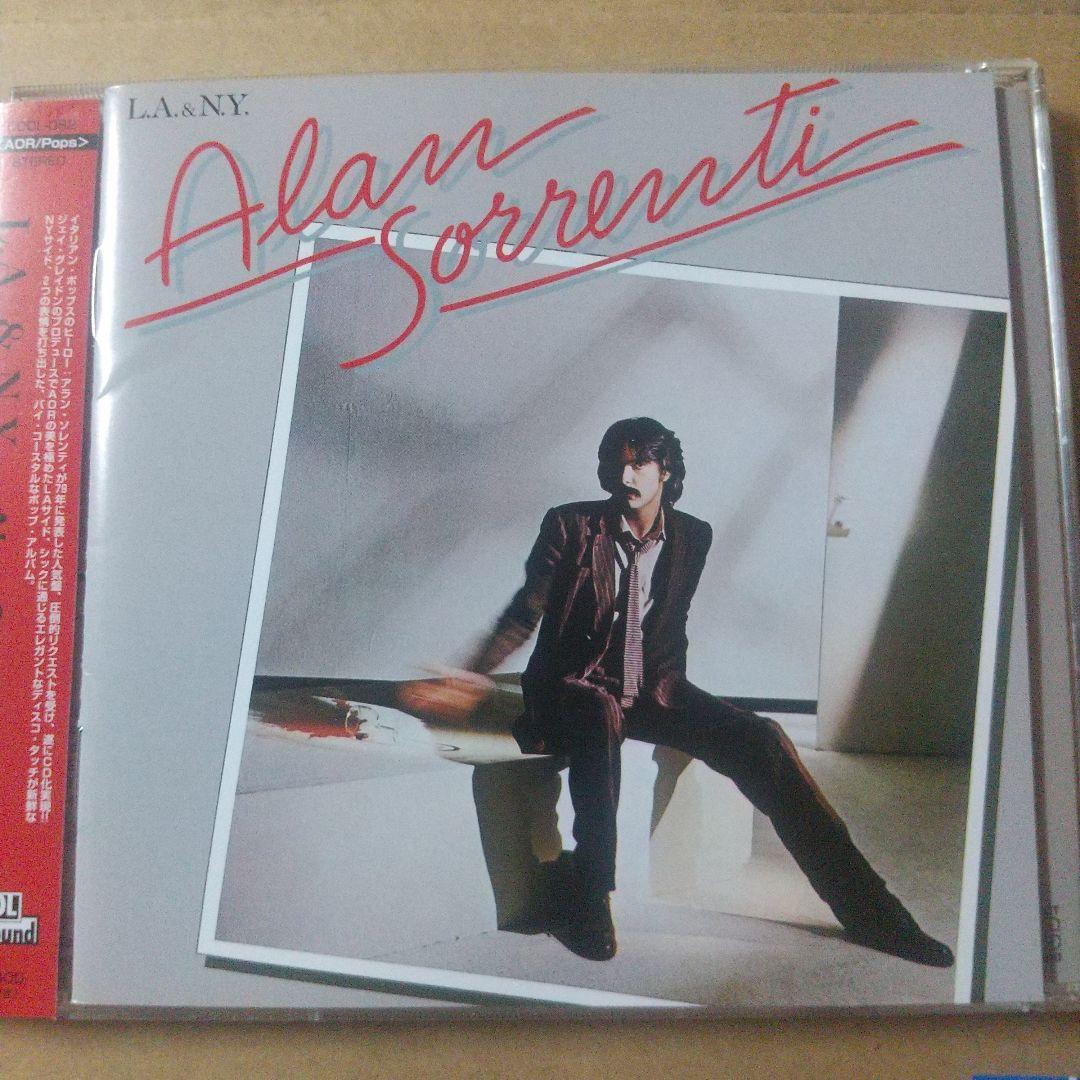 L.A. & N.Y.
Alan
Sorrenti
COOL-092
<AOR/Pops>
STEREO
イタリアン・ポップスのヒーロー：アラン・ソレンティが79年に発表した人気盤、圧倒的リクエストを受け、遂にCD化実現!!
ジェイ・グレイドンのプロデュースでAORの美を極めたLAサイド、シックに通じるエレガントなディスコ・タッチが新鮮な
NYサイド、2つの表情を打ち出した、バイ・コースタルなポップ・アルバム。
L.A. & N.Y.
OL
ound